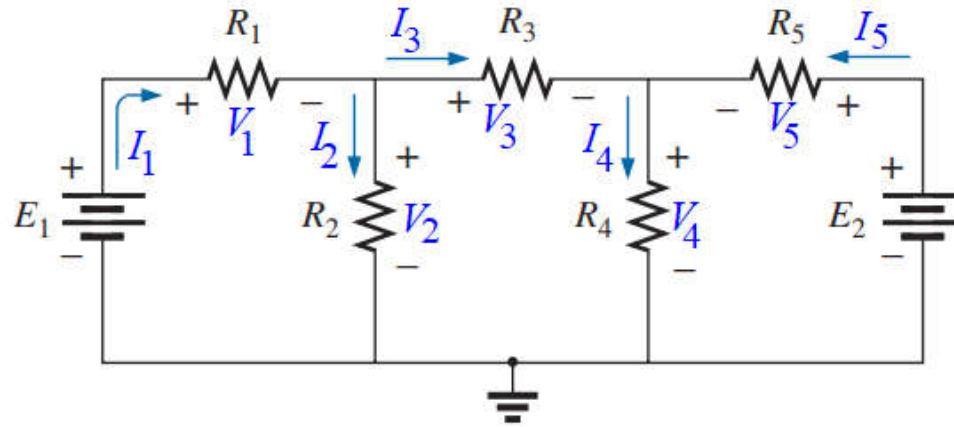 R1 I3 R3 R5 I5
+ − + − − +
V1 V3 V5
I1 I2 I4
+ + + +
E1 R2 V2 R4 V4 E2
− − − −